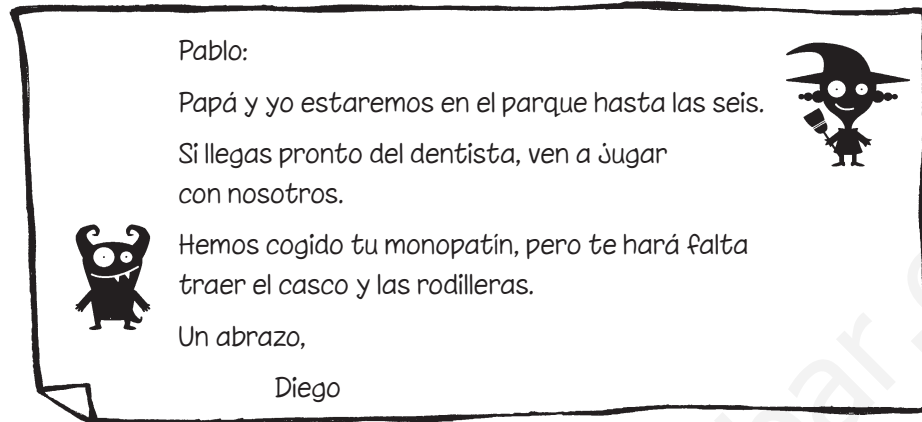 Pablo:
Papá y yo estaremos en el parque hasta las seis.
Si llegas pronto del dentista, ven a jugar
con nosotros.
Hemos cogido tu monopatín, pero te hará falta
traer el casco y las rodilleras.
Un abrazo,
Diego